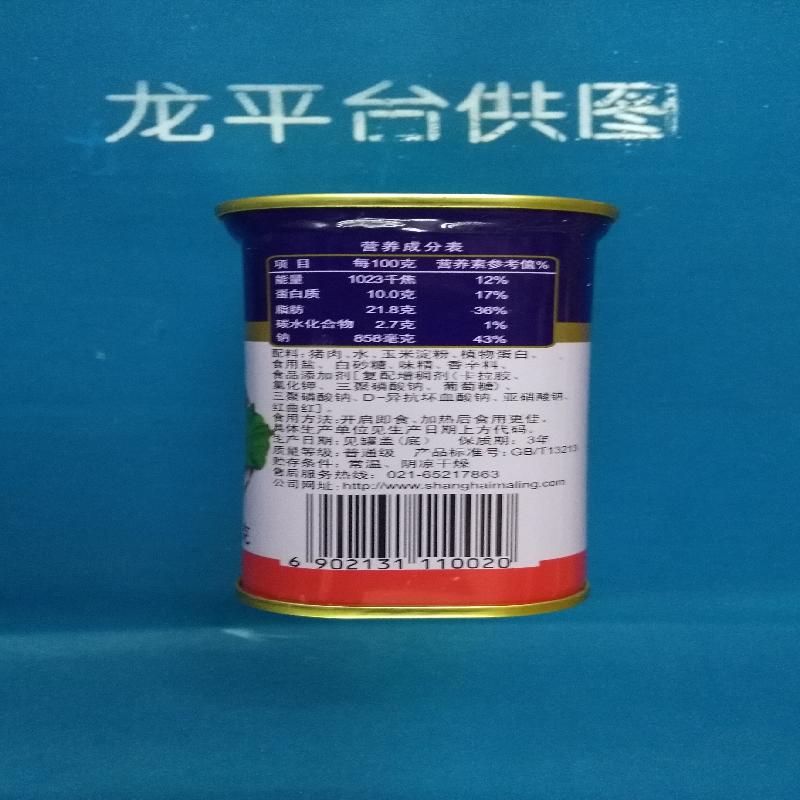 龙平台供图
营养成分表
项 目 每100克 营养素参考值%
能量 1023千焦 12%
蛋白质 10.0克 17%
脂肪 21.8克 36%
碳水化合物 2.7克 1%
钠 858毫克 43%
配料:猪肉、水、玉米淀粉、植物蛋白、
食用盐、白砂糖、味精、香辛料、
食品添加剂[复配增稠剂(卡拉胶、
氯化钾、三聚磷酸钠、葡萄糖)、
三聚磷酸钠、D-异抗坏血酸钠、亚硝酸钠、
红曲红]。
食用方法:开启即食,加热后食用更佳。
具体生产单位见生产日期上方代码。
生产日期:见罐盖(底) 保质期:3年
质量等级:普通级 产品标准号:GB/T13213
贮存条件:常温、阴凉干燥
售后服务热线:021-65217863
公司网址:http://www.shanghaimaling.com
克
6 902131 110020